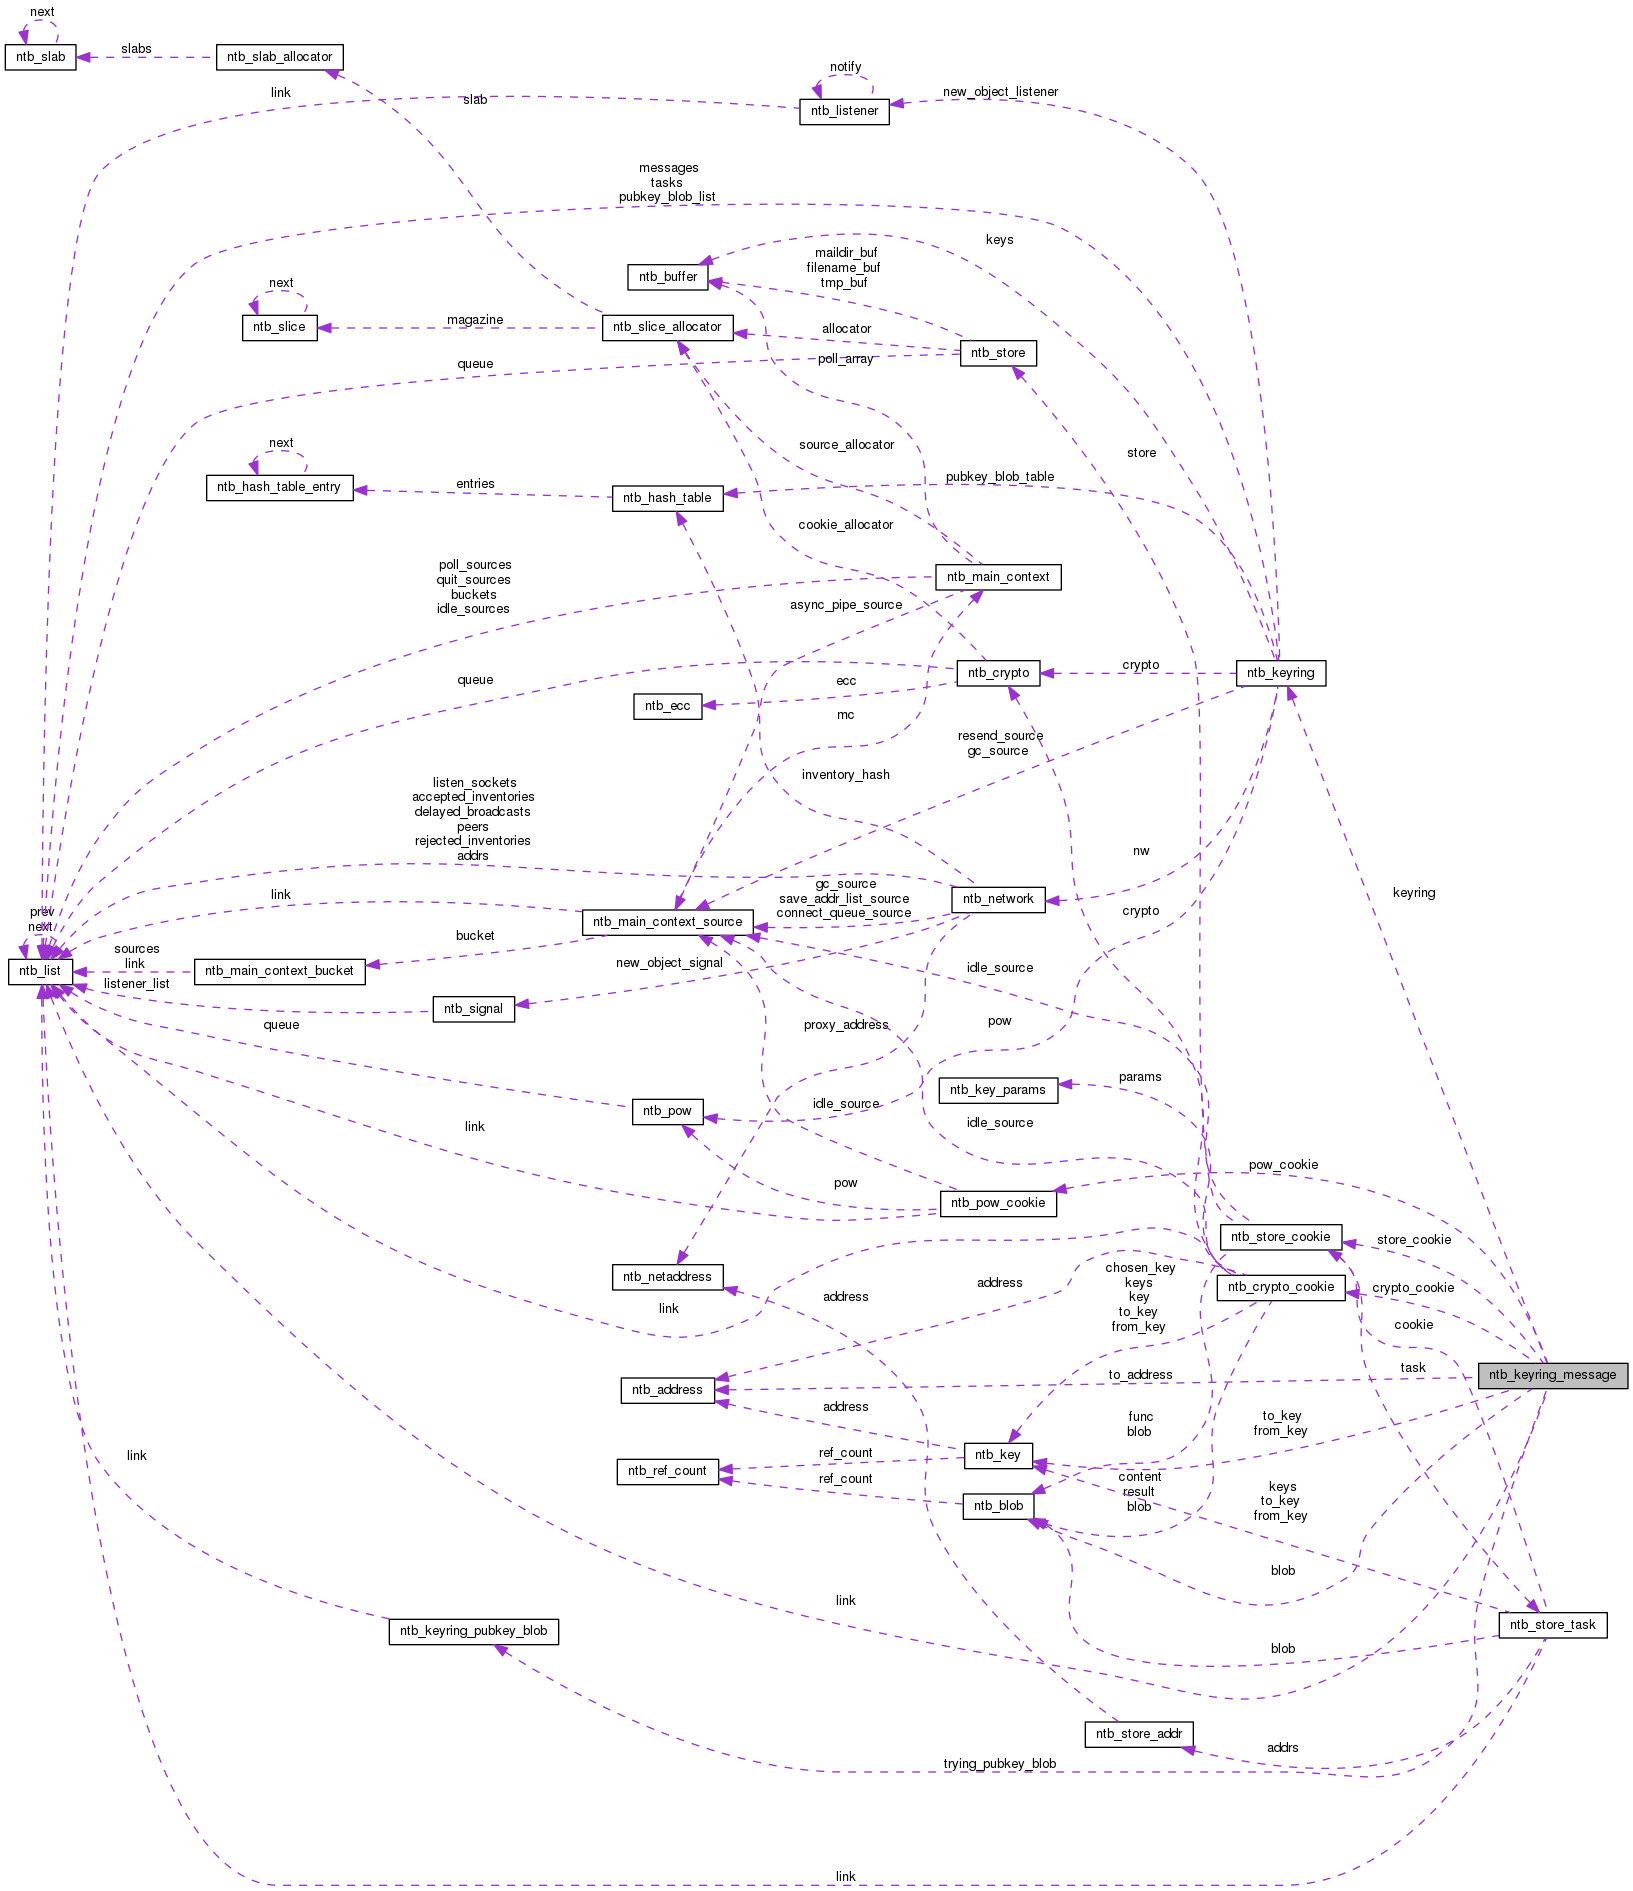 next
ntb_slab
slabs
ntb_slab_allocator
notify
link
slab
ntb_listener
new_object_listener
messages
tasks
pubkey_blob_list
keys
ntb_buffer
maildir_buf
filename_buf
tmp_buf
next
ntb_slice
magazine
ntb_slice_allocator
allocator
ntb_store
queue
poll_array
next
source_allocator
store
ntb_hash_table_entry
entries
ntb_hash_table
pubkey_blob_table
cookie_allocator
poll_sources
quit_sources
buckets
idle_sources
ntb_main_context
async_pipe_source
queue
ntb_crypto
crypto
ntb_keyring
ecc
ntb_ecc
mc
resend_source
gc_source
inventory_hash
listen_sockets
accepted_inventories
delayed_broadcasts
peers
rejected_inventories
addrs
nw
keyring
link
gc_source
save_addr_list_source
connect_queue_source
ntb_network
crypto
prev
next
ntb_main_context_source
bucket
ntb_list
sources
link
ntb_main_context_bucket
new_object_signal
idle_source
listener_list
ntb_signal
queue
proxy_address
pow
ntb_key_params
params
ntb_pow
idle_source
link
idle_source
pow_cookie
pow
ntb_pow_cookie
ntb_store_cookie
store_cookie
ntb_netaddress
address
address
chosen_key
keys
key
to_key
from_key
ntb_crypto_cookie
crypto_cookie
link
cookie
ntb_address
to_address
task
ntb_keyring_message
address
func
blob
to_key
from_key
ref_count
ntb_key
ntb_ref_count
ref_count
ntb_blob
content
result
blob
keys
to_key
from_key
link
blob
link
ntb_keyring_pubkey_blob
ntb_store_task
blob
ntb_store_addr
addrs
trying_pubkey_blob
link